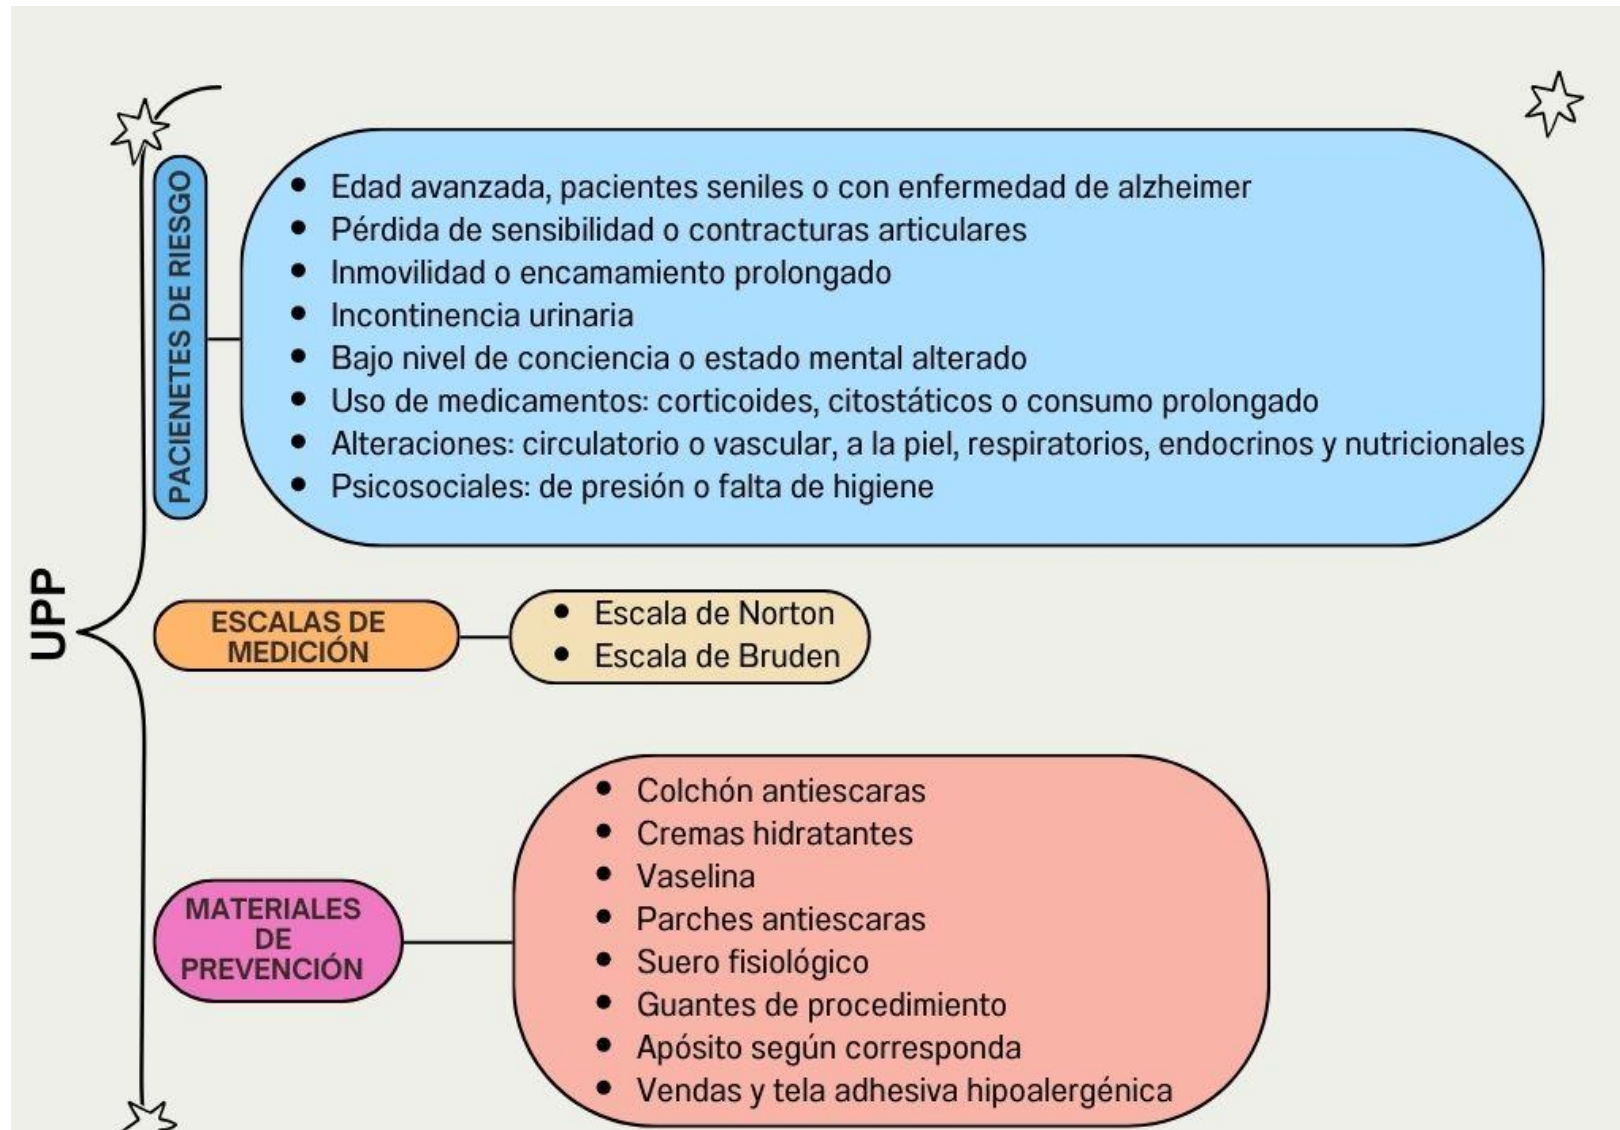 UPP
PACIENETES DE RIESGO
Edad avanzada, pacientes seniles o con enfermedad de alzheimer
Pérdida de sensibilidad o contracturas articulares
Inmovilidad o encamamiento prolongado
Incontinencia urinaria
Bajo nivel de conciencia o estado mental alterado
Uso de medicamentos: corticoides, citostáticos o consumo prolongado
Alteraciones: circulatorio o vascular, a la piel, respiratorios, endocrinos y nutricionales
Psicosociales: de presión o falta de higiene
ESCALAS DE
MEDICIÓN
Escala de Norton
Escala de Bruden
MATERIALES
DE
PREVENCIÓN
Colchón antiescaras
Cremas hidratantes
Vaselina
Parches antiescaras
Suero fisiológico
Guantes de procedimiento
Apósito según corresponda
Vendas y tela adhesiva hipoalergénica